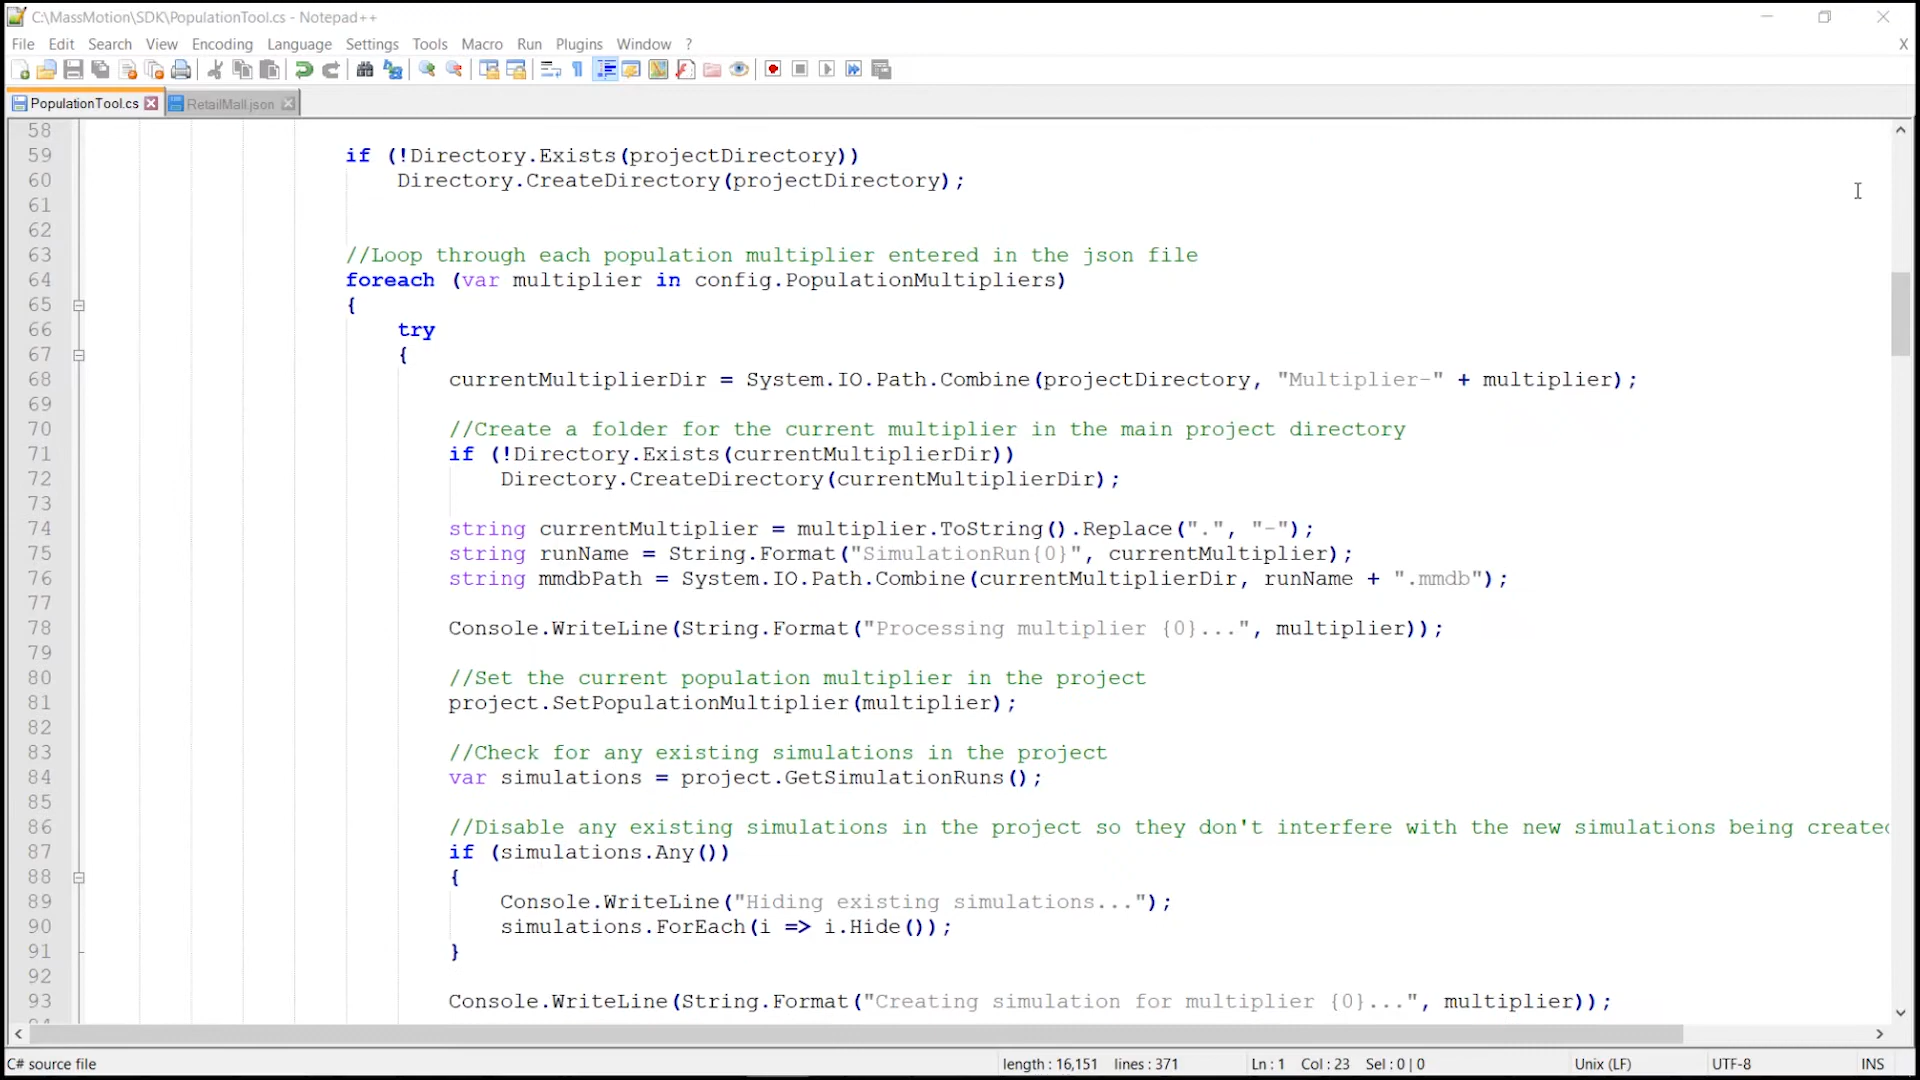 C:\MassMotion\SDK\PopulationTool.cs - Notepad++
File Edit Search View Encoding Language Settings Tools Macro Run Plugins Window ? X
PopulationTool.cs RetailMall.json
58
59 if (!Directory.Exists(projectDirectory))
60 Directory.CreateDirectory(projectDirectory);
61
62
63 //Loop through each population multiplier entered in the json file
64 foreach (var multiplier in config.PopulationMultipliers)
65 {
66 try
67 {
68 currentMultiplierDir = System.IO.Path.Combine(projectDirectory, "Multiplier-" + multiplier);
69
70 //Create a folder for the current multiplier in the main project directory
71 if (!Directory.Exists(currentMultiplierDir))
72 Directory.CreateDirectory(currentMultiplierDir);
73
74 string currentMultiplier = multiplier.ToString().Replace(".", "-");
75 string runName = String.Format("SimulationRun{0}", currentMultiplier);
76 string mmdbPath = System.IO.Path.Combine(currentMultiplierDir, runName + ".mmdb");
77
78 Console.WriteLine(String.Format("Processing multiplier {0}...", multiplier));
79
80 //Set the current population multiplier in the project
81 project.SetPopulationMultiplier(multiplier);
82
83 //Check for any existing simulations in the project
84 var simulations = project.GetSimulationRuns();
85
86 //Disable any existing simulations in the project so they don't interfere with the new simulations being created
87 if (simulations.Any())
88 {
89 Console.WriteLine("Hiding existing simulations...");
90 simulations.ForEach(i => i.Hide());
91 }
92
93 Console.WriteLine(String.Format("Creating simulation for multiplier {0}...", multiplier));
C# source file length : 16,151 lines : 371 Ln : 1 Col : 23 Sel : 0 | 0 Unix (LF) UTF-8 INS